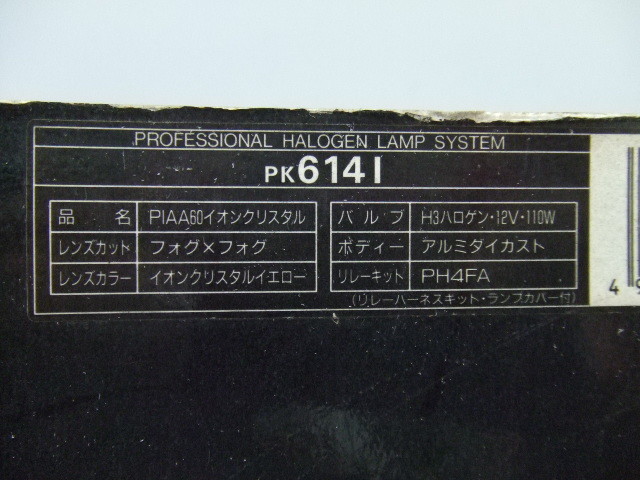 PROFESSIONAL HALOGEN LAMP SYSTEM
PK614I
品名 PIAA60イオンクリスタル バルブ H3ハロゲン・12V・110W
レンズカット フォグ×フォグ ボディー アルミダイカスト
レンズカラー イオンクリスタルイエロー リレーキット PH4FA
(リレーハーネスキット・ランプカバー付)
4